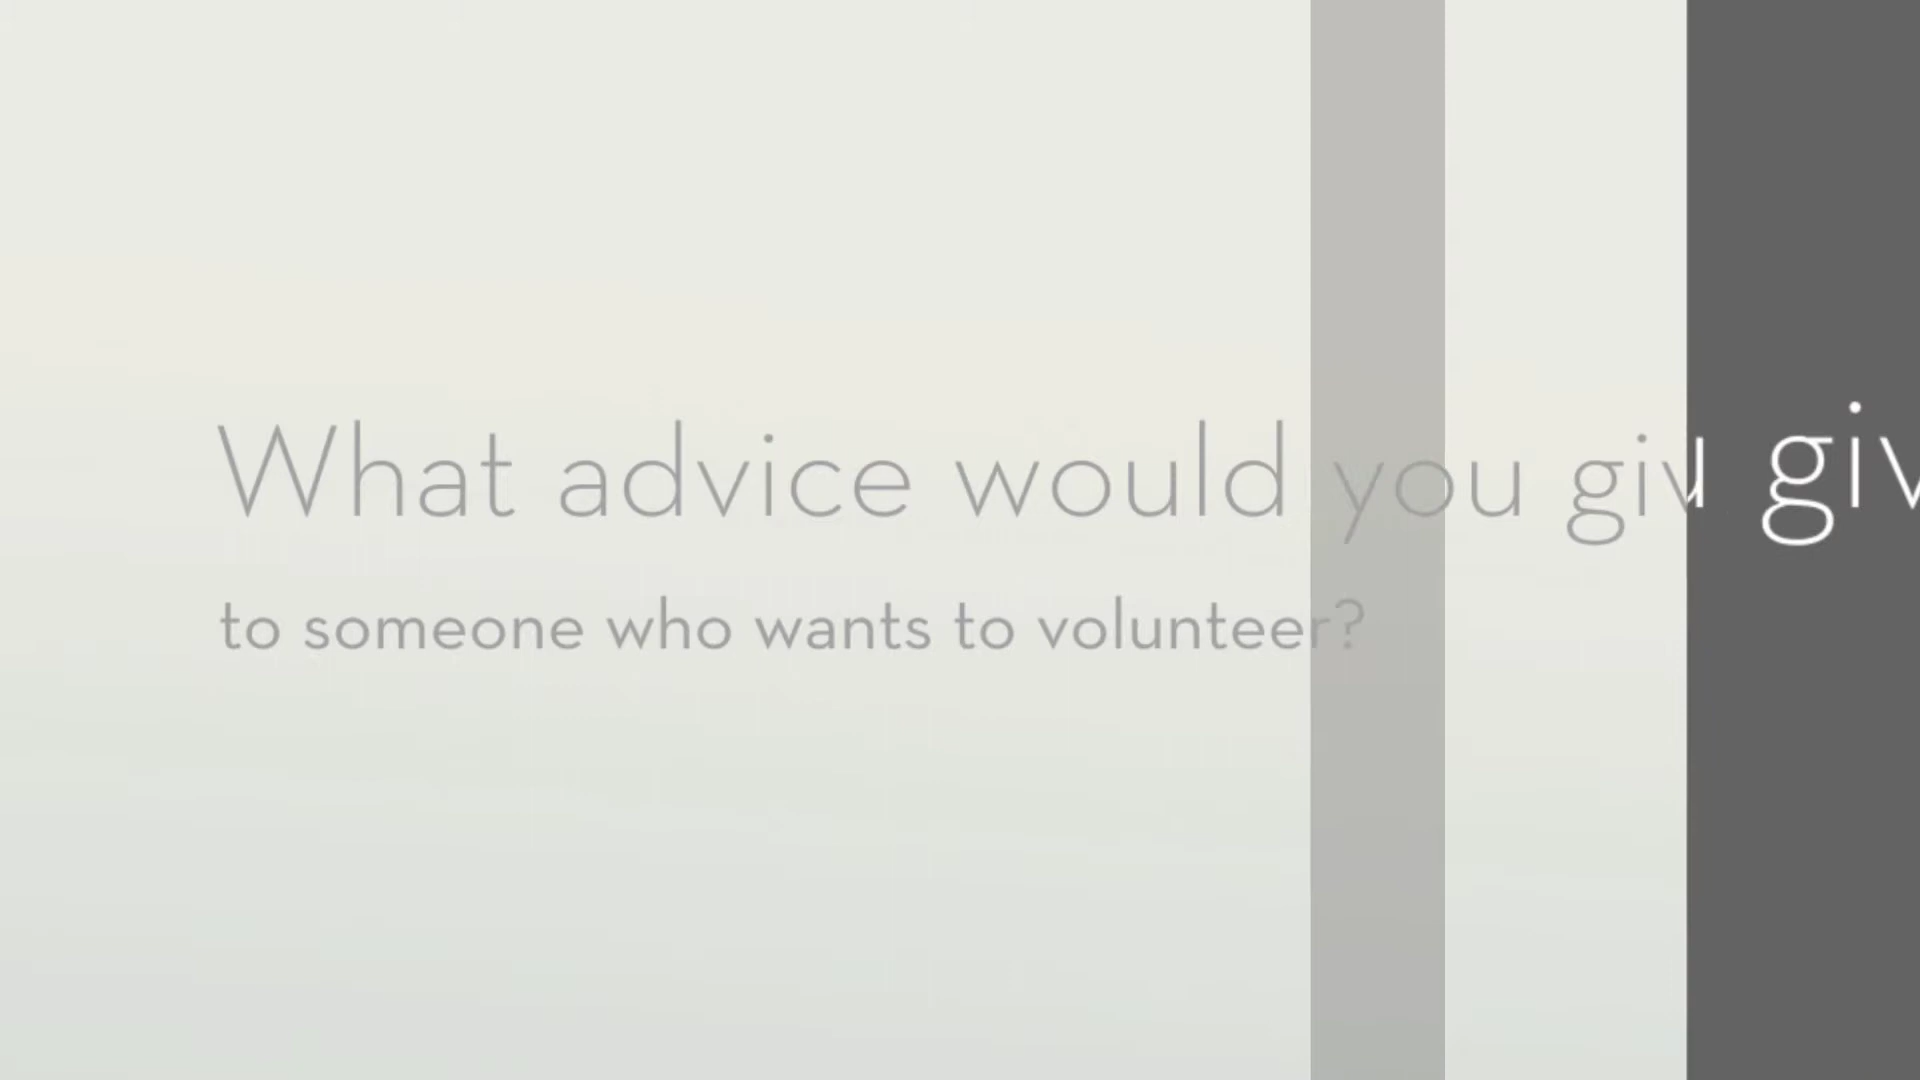 What advice would you giv
u giv
to someone who wants to volunteer?